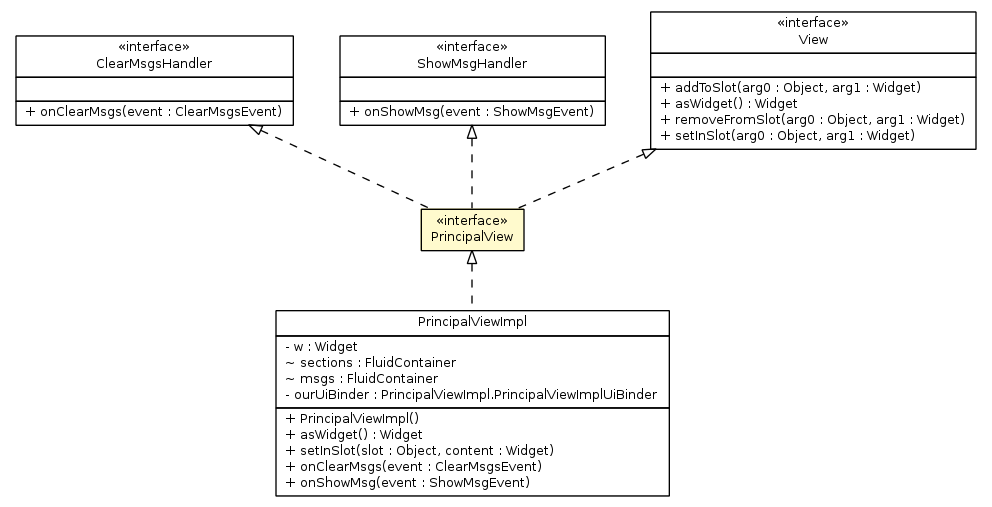 «interface»
ClearMsgsHandler
+ onClearMsgs(event : ClearMsgsEvent)
«interface»
ShowMsgHandler
+ onShowMsg(event : ShowMsgEvent)
«interface»
View
+ addToSlot(arg0 : Object, arg1 : Widget)
+ asWidget() : Widget
+ removeFromSlot(arg0 : Object, arg1 : Widget)
+ setInSlot(arg0 : Object, arg1 : Widget)
«interface»
PrincipalView
PrincipalViewImpl
- w : Widget
~ sections : FluidContainer
~ msgs : FluidContainer
- ourUiBinder : PrincipalViewImpl.PrincipalViewImplUiBinder
+ PrincipalViewImpl()
+ asWidget() : Widget
+ setInSlot(slot : Object, content : Widget)
+ onClearMsgs(event : ClearMsgsEvent)
+ onShowMsg(event : ShowMsgEvent)